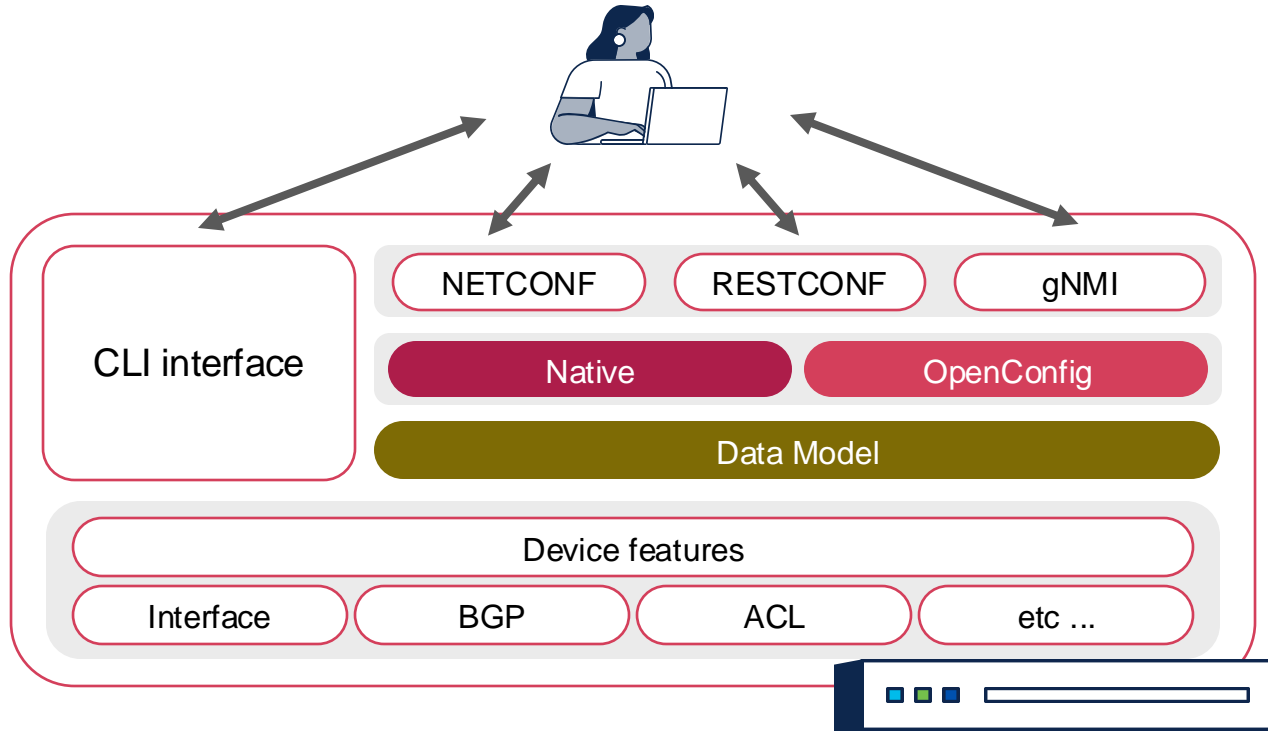 CLI interface
NETCONF
RESTCONF
gNMI
Native
OpenConfig
Data Model
Device features
Interface
BGP
ACL
etc ...